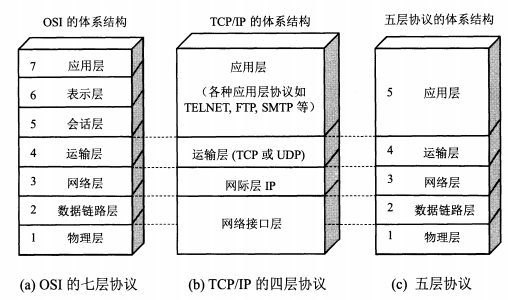 OSI 的体系结构
7 应用层
6 表示层
5 会话层
4 运输层
3 网络层
2 数据链路层
1 物理层
(a) OSI 的七层协议
TCP/IP 的体系结构
应用层
（各种应用层协议如
TELNET, FTP, SMTP 等）
运输层 (TCP 或 UDP)
网际层 IP
网络接口层
(b) TCP/IP 的四层协议
五层协议的体系结构
5 应用层
4 运输层
3 网络层
2 数据链路层
1 物理层
(c) 五层协议